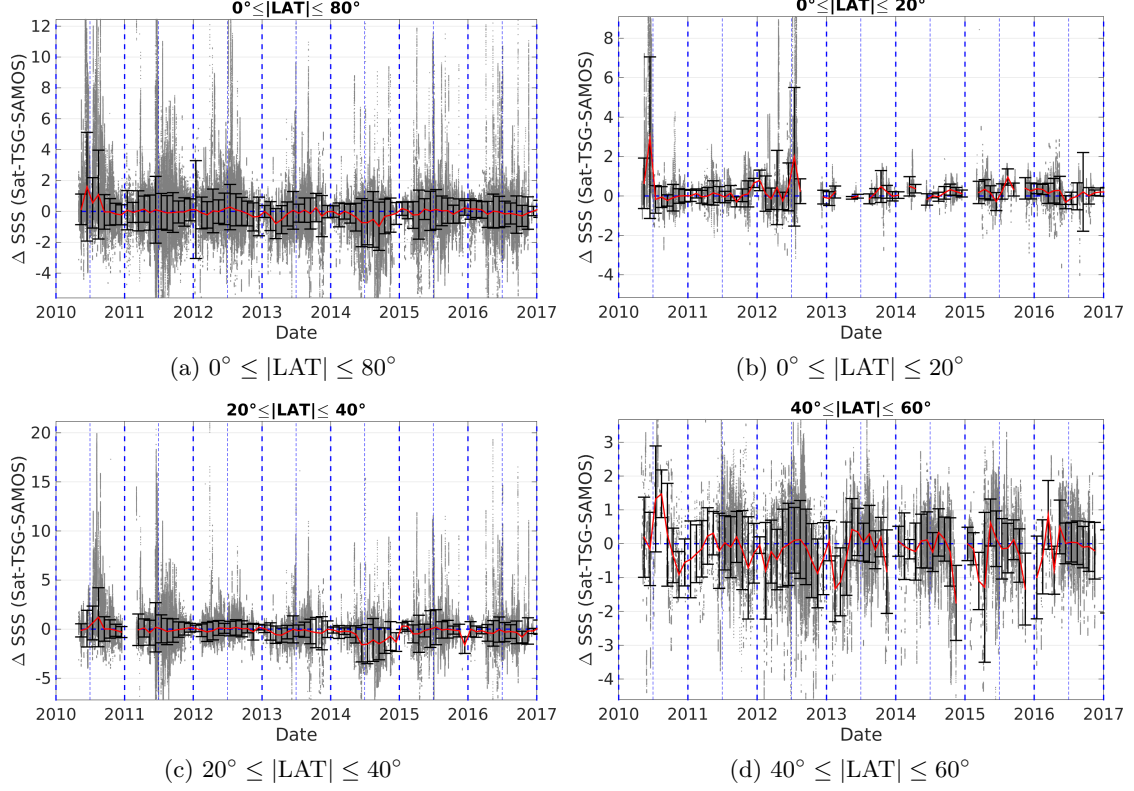 0°≤|LAT|≤ 80°
Δ SSS (Sat-TSG-SAMOS)
12
10
8
6
4
2
0
-2
-4
2010 2011 2012 2013 2014 2015 2016 2017
Date
(a) 0° ≤ |LAT| ≤ 80°
0°≤|LAT|≤ 20°
Δ SSS (Sat-TSG-SAMOS)
8
6
4
2
0
-2
-4
2010 2011 2012 2013 2014 2015 2016 2017
Date
(b) 0° ≤ |LAT| ≤ 20°
20°≤|LAT|≤ 40°
Δ SSS (Sat-TSG-SAMOS)
20
15
10
5
0
-5
2010 2011 2012 2013 2014 2015 2016 2017
Date
(c) 20° ≤ |LAT| ≤ 40°
40°≤|LAT|≤ 60°
Δ SSS (Sat-TSG-SAMOS)
3
2
1
0
-1
-2
-3
-4
2010 2011 2012 2013 2014 2015 2016 2017
Date
(d) 40° ≤ |LAT| ≤ 60°